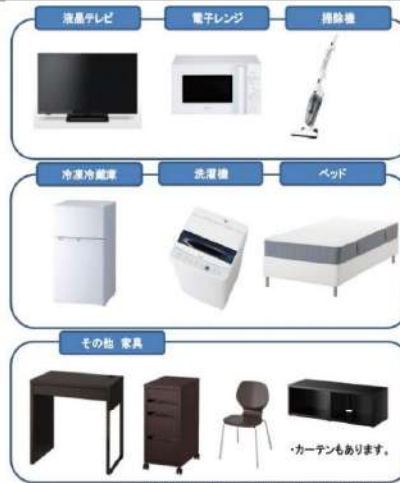 液晶テレビ
電子レンジ
掃除機
冷凍冷蔵庫
洗濯機
ベッド
その他 家具
・カーテンもあります。